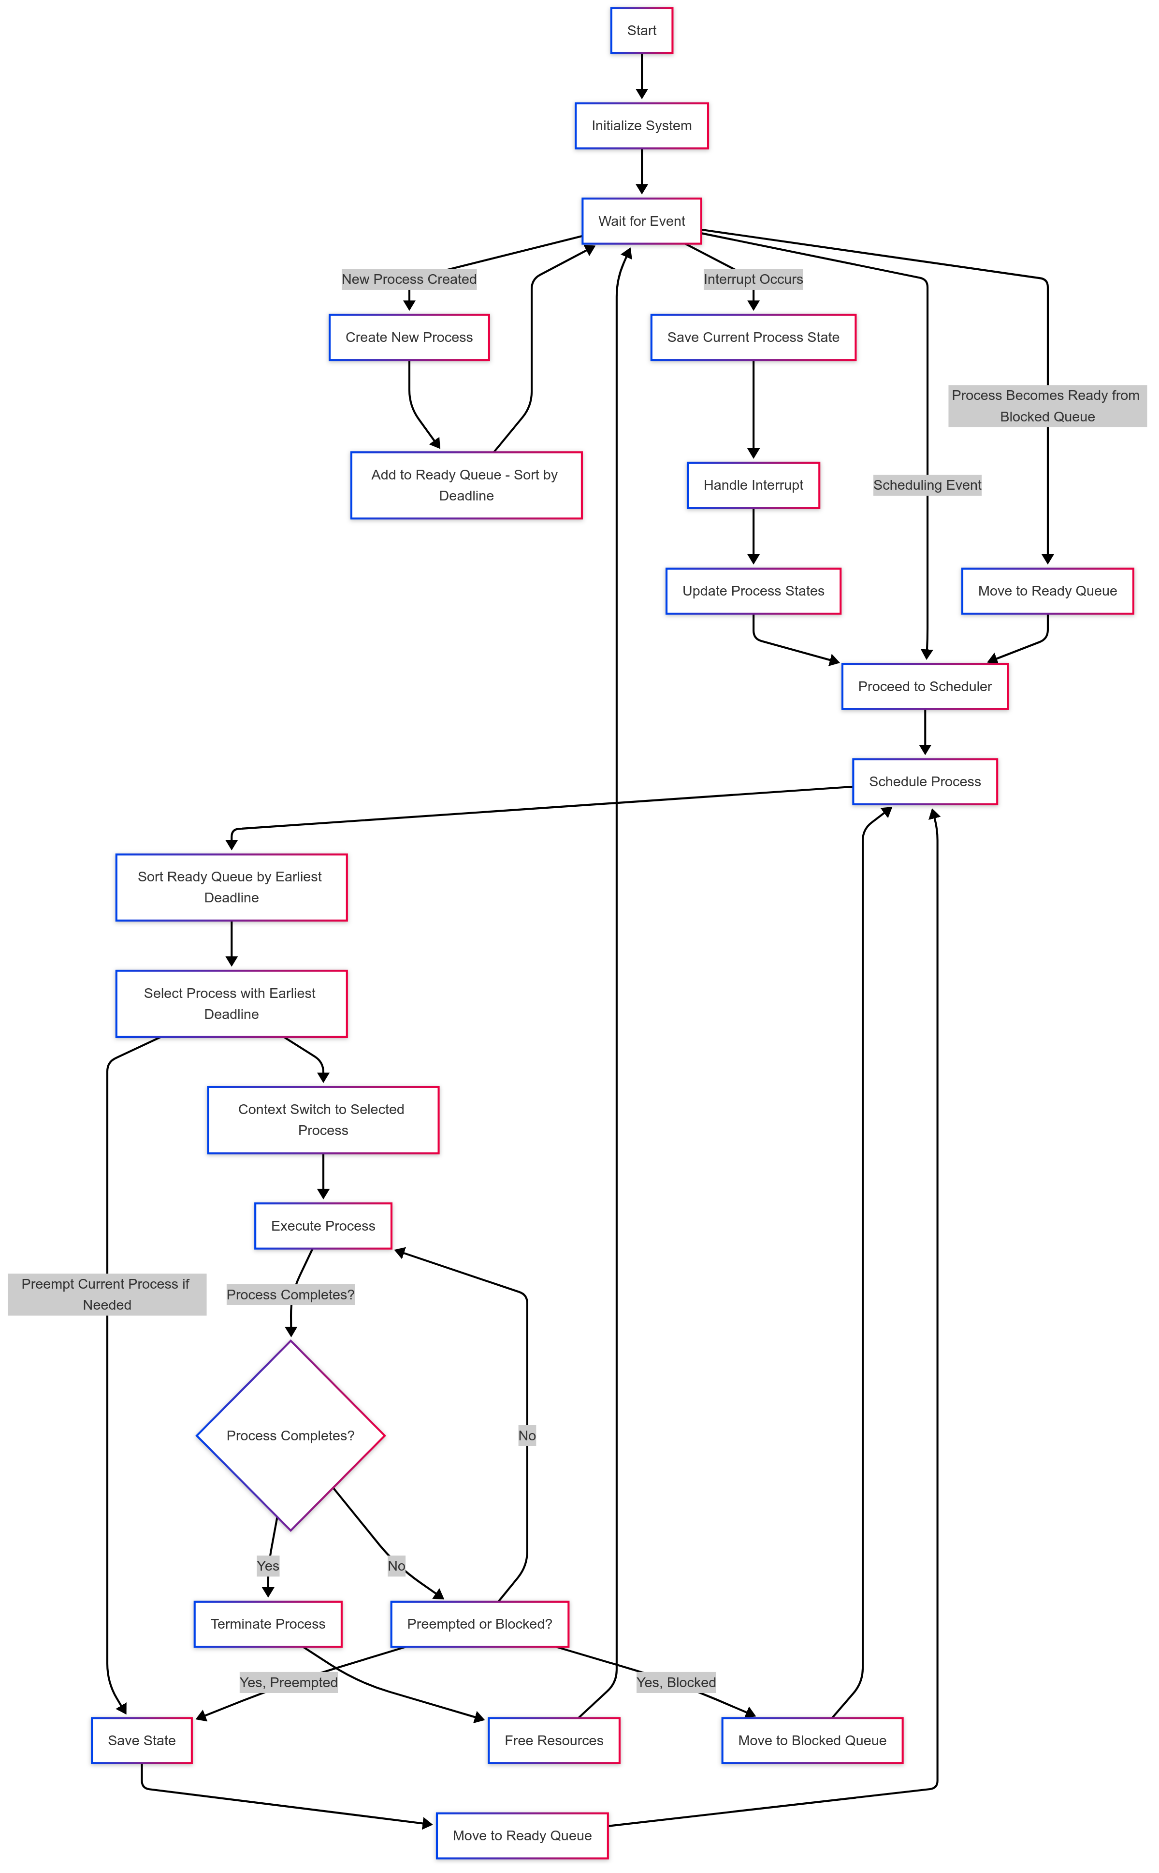 Start
Initialize System
Wait for Event
New Process Created
Interrupt Occurs
Create New Process
Save Current Process State
Process Becomes Ready from
Blocked Queue
Add to Ready Queue - Sort by
Deadline
Handle Interrupt
Scheduling Event
Update Process States
Move to Ready Queue
Proceed to Scheduler
Schedule Process
Sort Ready Queue by Earliest
Deadline
Select Process with Earliest
Deadline
Context Switch to Selected
Process
Execute Process
Preempt Current Process if
Needed
Process Completes?
Process Completes?
No
Yes
No
Terminate Process
Preempted or Blocked?
Yes, Preempted
Yes, Blocked
Save State
Free Resources
Move to Blocked Queue
Move to Ready Queue